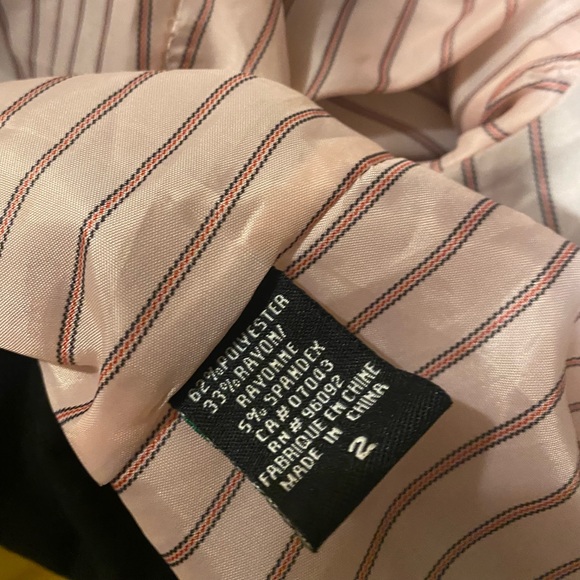 62% POLYESTER
33% RAYON/
RAYONNE
5% SPANDEX
CA# 07003
RN# 96092
FABRIQUE EN CHINE
MADE IN CHINA
2